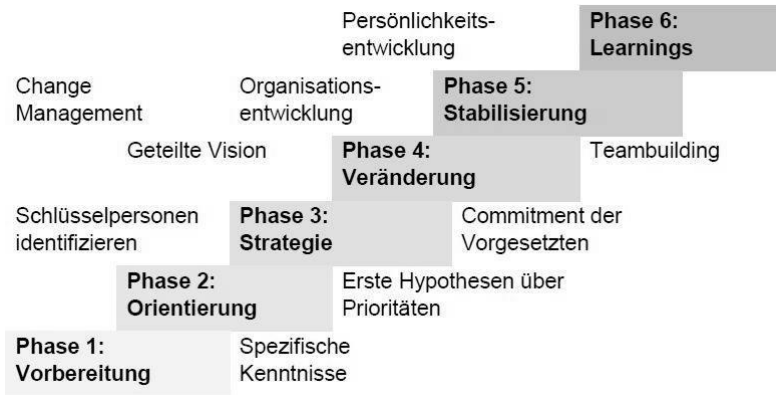 Persönlichkeits-
entwicklung
Phase 6:
Learnings
Change
Management
Organisations-
entwicklung
Phase 5:
Stabilisierung
Geteilte Vision
Phase 4:
Veränderung
Teambuilding
Schlüsselpersonen
identifizieren
Phase 3:
Strategie
Commitment der
Vorgesetzten
Phase 2:
Orientierung
Erste Hypothesen über
Prioritäten
Phase 1:
Vorbereitung
Spezifische
Kenntnisse